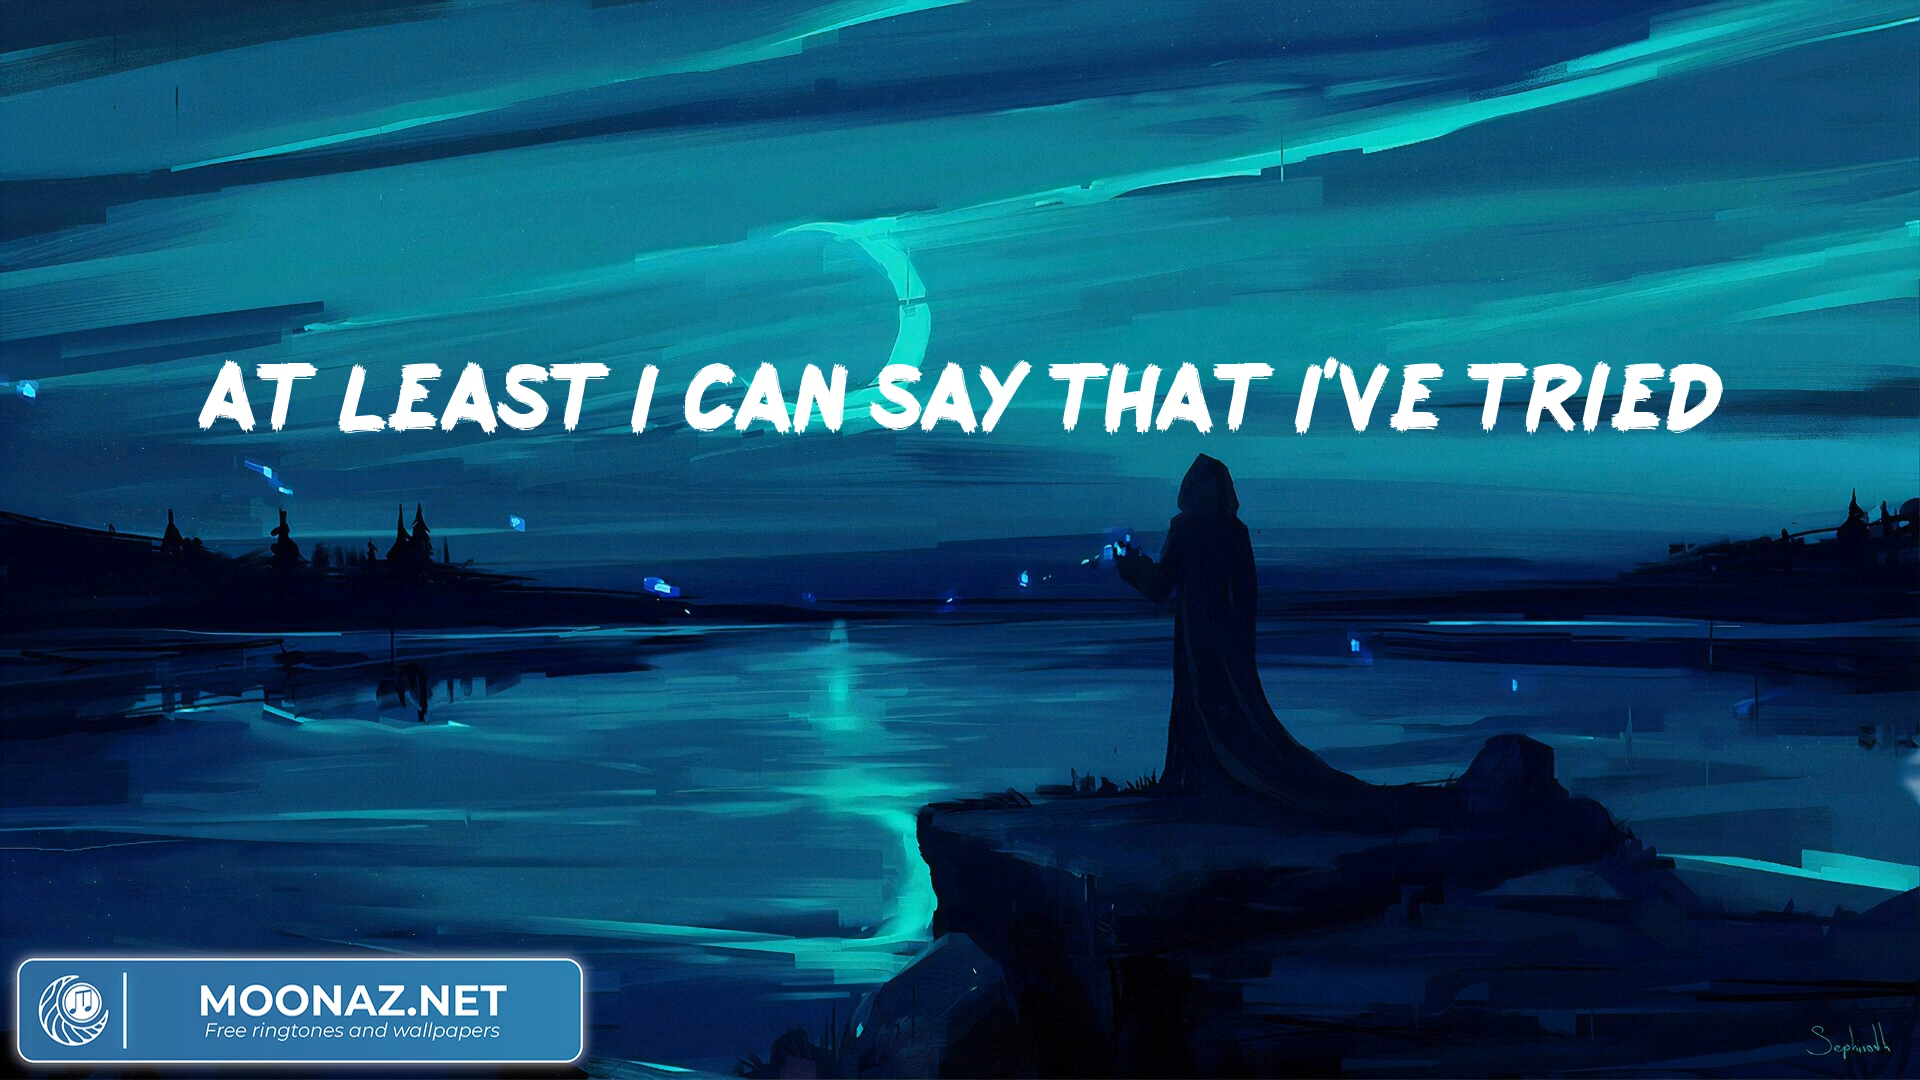 AT LEAST I CAN SAY THAT I'VE TRIED
MOONAZ.NET
Free ringtones and wallpapers